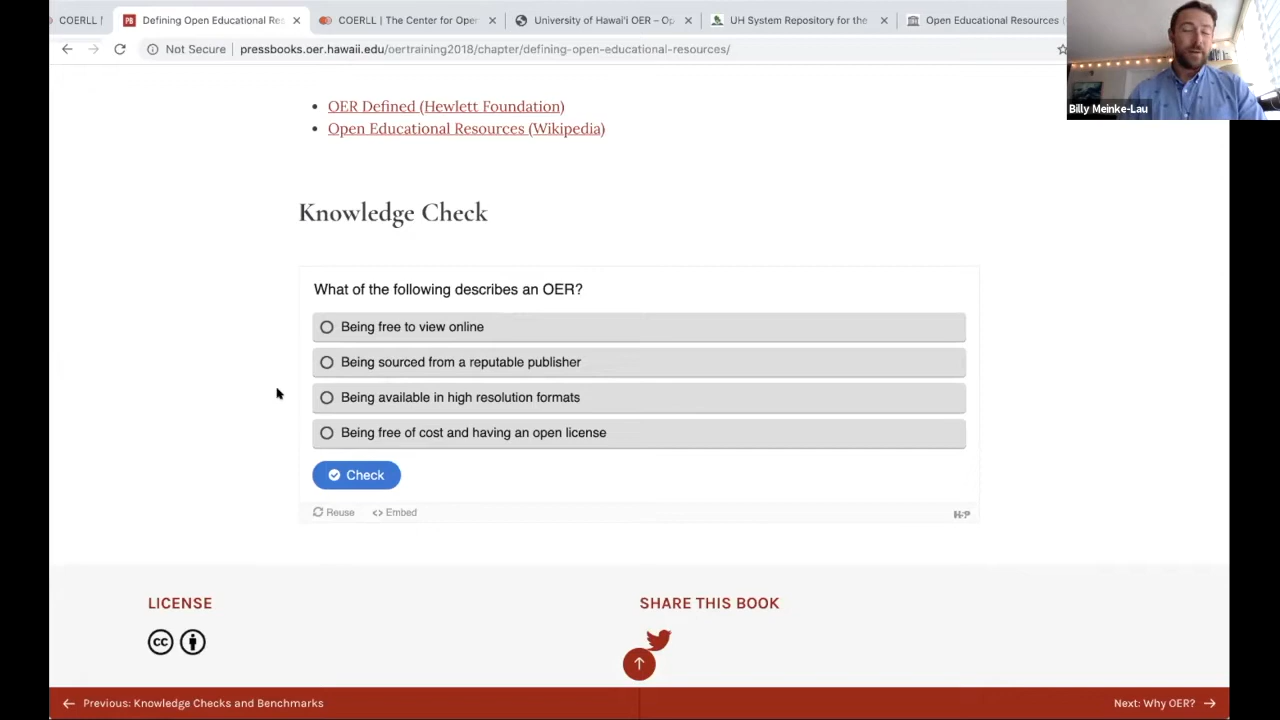 COERLL |
PB Defining Open Educational Res
COERLL | The Center for Oper
University of Hawai'i OER – Op
UH System Repository for the
Open Educational Resources (
Not Secure | pressbooks.oer.hawaii.edu/oertraining2018/chapter/defining-open-educational-resources/
Billy Meinke-Lau
• OER Defined (Hewlett Foundation)
• Open Educational Resources (Wikipedia)
Knowledge Check
What of the following describes an OER?
Being free to view online
Being sourced from a reputable publisher
Being available in high resolution formats
Being free of cost and having an open license
Check
Reuse
<> Embed
H5P
LICENSE
SHARE THIS BOOK
cc
Previous: Knowledge Checks and Benchmarks
Next: Why OER?